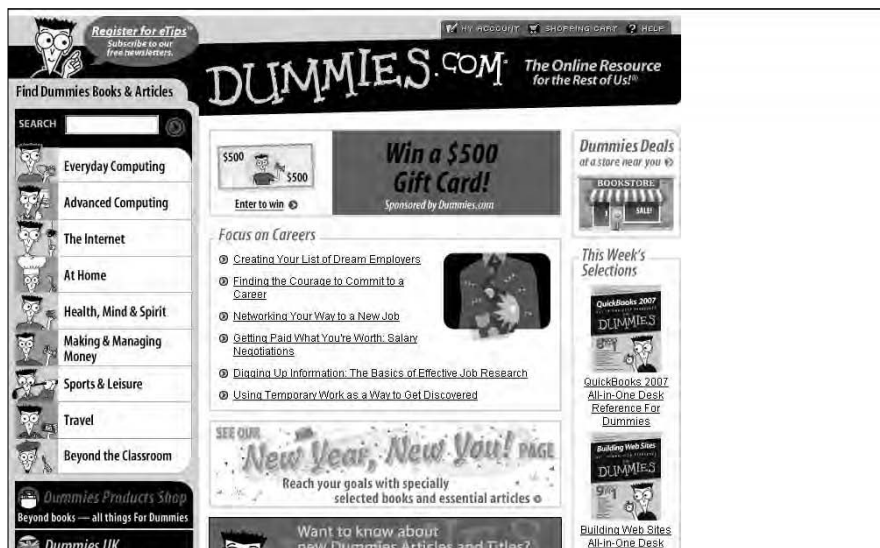 Register for eTips™
Subscribe to our
free newsletters.
MY ACCOUNT SHOPPING CART ? HELP
DUMMIES.COM®
The Online Resource
for the Rest of Us!®
Find Dummies Books & Articles
SEARCH
Everyday Computing
Advanced Computing
The Internet
At Home
Health, Mind & Spirit
Making & Managing
Money
Sports & Leisure
Travel
Beyond the Classroom
Dummies Products Shop
Beyond books — all things For Dummies
Dummies UK
$500
$500
Enter to win
Win a $500
Gift Card!
Sponsored by Dummies.com
Focus on Careers
Creating Your List of Dream Employers
Finding the Courage to Commit to a
Career
Networking Your Way to a New Job
Getting Paid What You're Worth: Salary
Negotiations
Digging Up Information: The Basics of Effective Job Research
Using Temporary Work as a Way to Get Discovered
SEE OUR
New Year, New You! PAGE
Reach your goals with specially
selected books and essential articles
Want to know about
new Dummies Articles and Titles?
Dummies Deals
at a store near you
BOOKSTORE
SALE!
This Week's
Selections
QuickBooks 2007
DUMMIES
QuickBooks 2007
All-in-One Desk
Reference For
Dummies
Building Web Sites
DUMMIES
Building Web Sites
All-in-One Desk